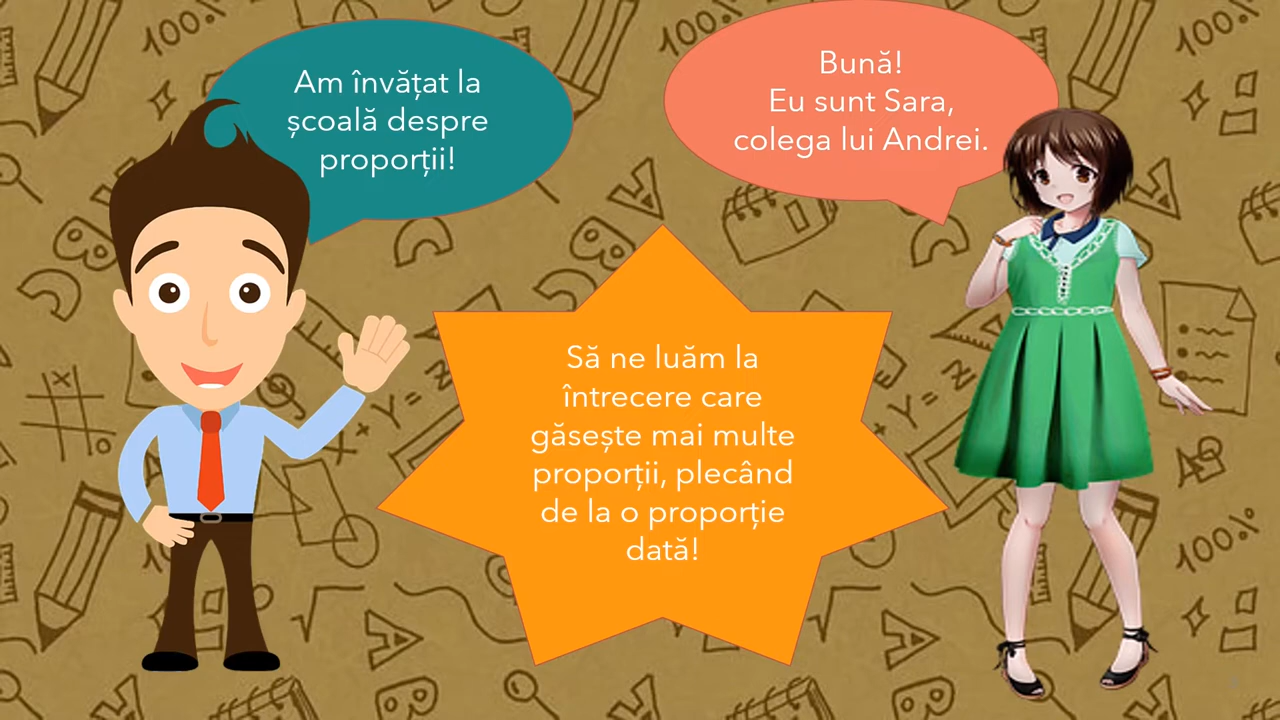 Am învățat la
școală despre
proporții!
Bună!
Eu sunt Sara,
colega lui Andrei.
Să ne luăm la
întrecere care
găsește mai multe
proporții, plecând
de la o proporție
dată!